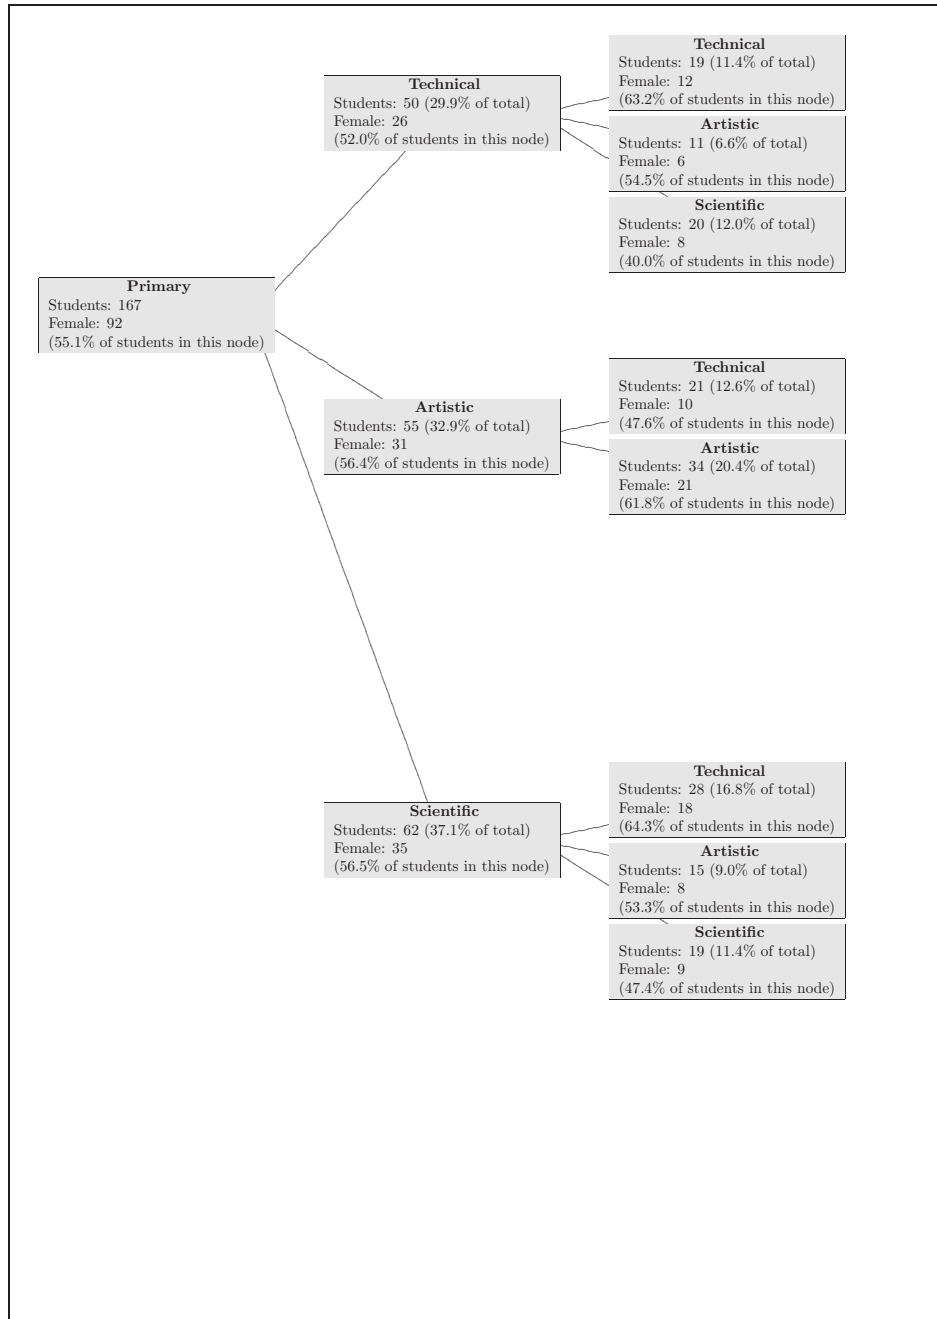 Primary
Students: 167
Female: 92
(55.1% of students in this node)
Technical
Students: 50 (29.9% of total)
Female: 26
(52.0% of students in this node)
Technical
Students: 19 (11.4% of total)
Female: 12
(63.2% of students in this node)
Artistic
Students: 11 (6.6% of total)
Female: 6
(54.5% of students in this node)
Scientific
Students: 20 (12.0% of total)
Female: 8
(40.0% of students in this node)
Artistic
Students: 55 (32.9% of total)
Female: 31
(56.4% of students in this node)
Technical
Students: 21 (12.6% of total)
Female: 10
(47.6% of students in this node)
Artistic
Students: 34 (20.4% of total)
Female: 21
(61.8% of students in this node)
Scientific
Students: 62 (37.1% of total)
Female: 35
(56.5% of students in this node)
Technical
Students: 28 (16.8% of total)
Female: 18
(64.3% of students in this node)
Artistic
Students: 15 (9.0% of total)
Female: 8
(53.3% of students in this node)
Scientific
Students: 19 (11.4% of total)
Female: 9
(47.4% of students in this node)